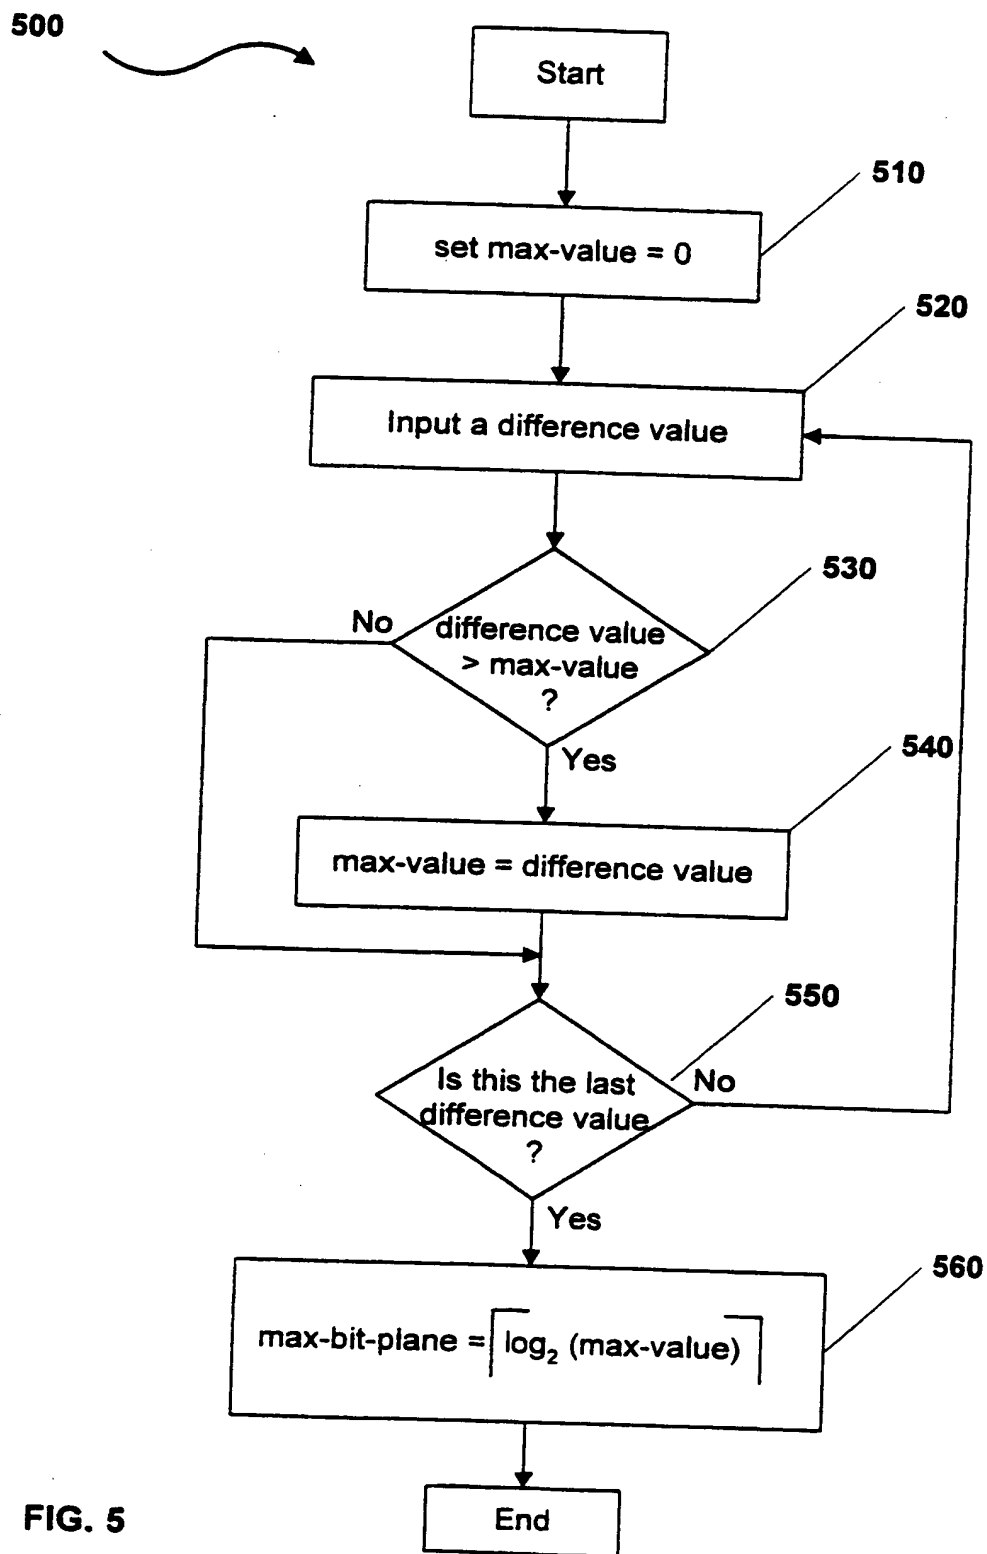 500
Start
510
set max-value = 0
520
Input a difference value
530
No
difference value
> max-value
?
Yes
540
max-value = difference value
550
Is this the last
difference value
?
No
Yes
560
max-bit-plane = ⌈log₂ (max-value)⌉
End
FIG. 5